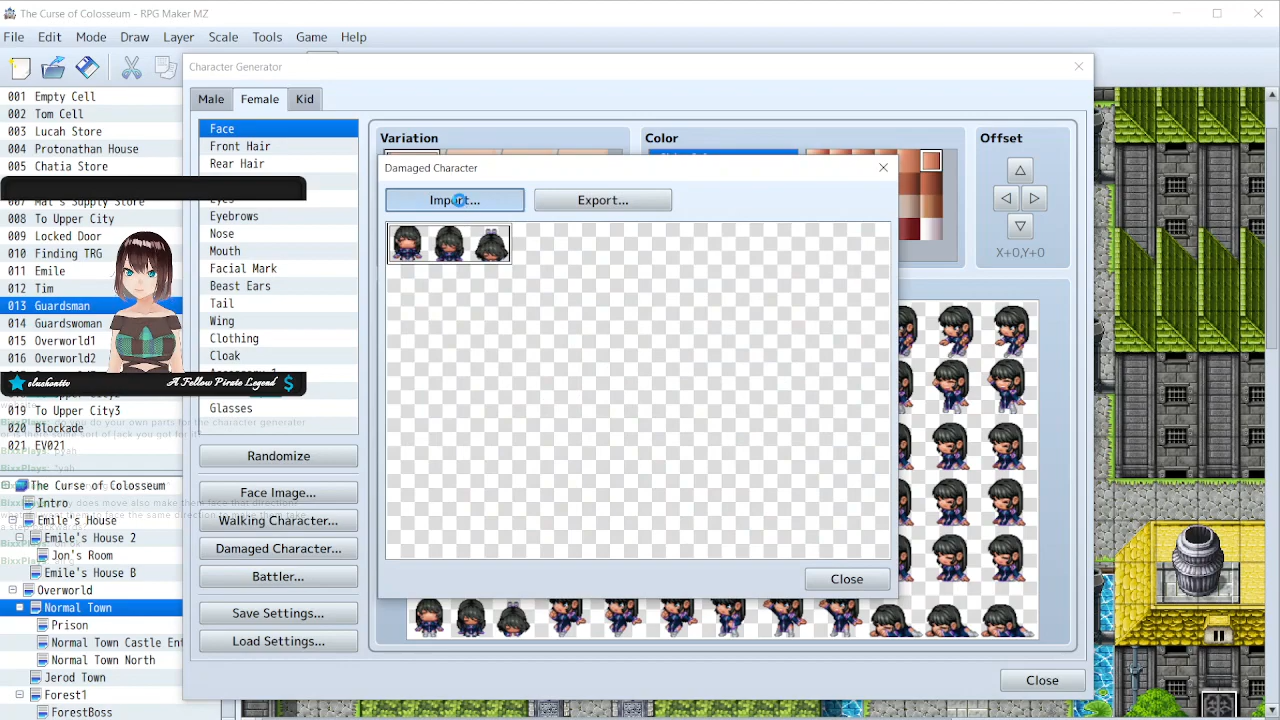 The Curse of Colosseum - RPG Maker MZ
File Edit Mode Draw Layer Scale Tools Game Help
Character Generator
Male Female Kid
001 Empty Cell
002 Tom Cell
003 Lucah Store
004 Protonathan House
005 Chatia Store
007 Mat's Supply Store
008 To Upper City
009 Locked Door
010 Finding TRG
011 Emile
012 Tim
013 Guardsman
014 Guardswoman
015 Overworld1
016 Overworld2
A Fellow Pirate Legend $
019 To Upper City3
020 Blockade
021 EV021
The Curse of Colosseum
Intro
Emile's House
Emile's House 2
Jon's Room
Emile's House B
Overworld
Normal Town
Prison
Normal Town Castle Ent
Normal Town North
Jerod Town
Forest1
ForestBoss
Face
Front Hair
Rear Hair
Eyes
Eyebrows
Nose
Mouth
Facial Mark
Beast Ears
Tail
Wing
Clothing
Cloak
Glasses
Randomize
Face Image...
Walking Character...
Damaged Character...
Battler...
Save Settings...
Load Settings...
Variation
Color
Offset
X+0,Y+0
Damaged Character
Import...
Export...
Close
Close